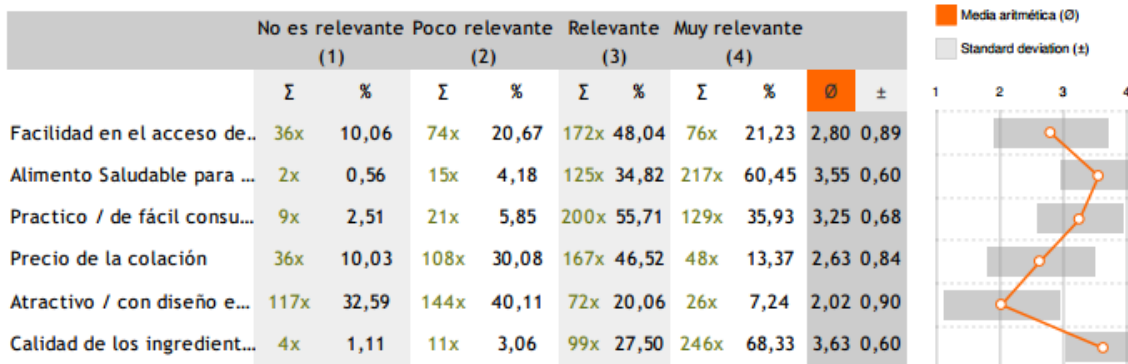 Media aritmética (Ø)
Standard deviation (±)
No es relevante Poco relevante Relevante Muy relevante
(1) (2) (3) (4)
Σ % Σ % Σ % Σ % Ø ± 1 2 3 4
Facilidad en el acceso de.. 36x 10,06 74x 20,67 172x 48,04 76x 21,23 2,80 0,89
Alimento Saludable para ... 2x 0,56 15x 4,18 125x 34,82 217x 60,45 3,55 0,60
Practico / de fácil consu... 9x 2,51 21x 5,85 200x 55,71 129x 35,93 3,25 0,68
Precio de la colación 36x 10,03 108x 30,08 167x 46,52 48x 13,37 2,63 0,84
Atractivo / con diseño e... 117x 32,59 144x 40,11 72x 20,06 26x 7,24 2,02 0,90
Calidad de los ingredient... 4x 1,11 11x 3,06 99x 27,50 246x 68,33 3,63 0,60